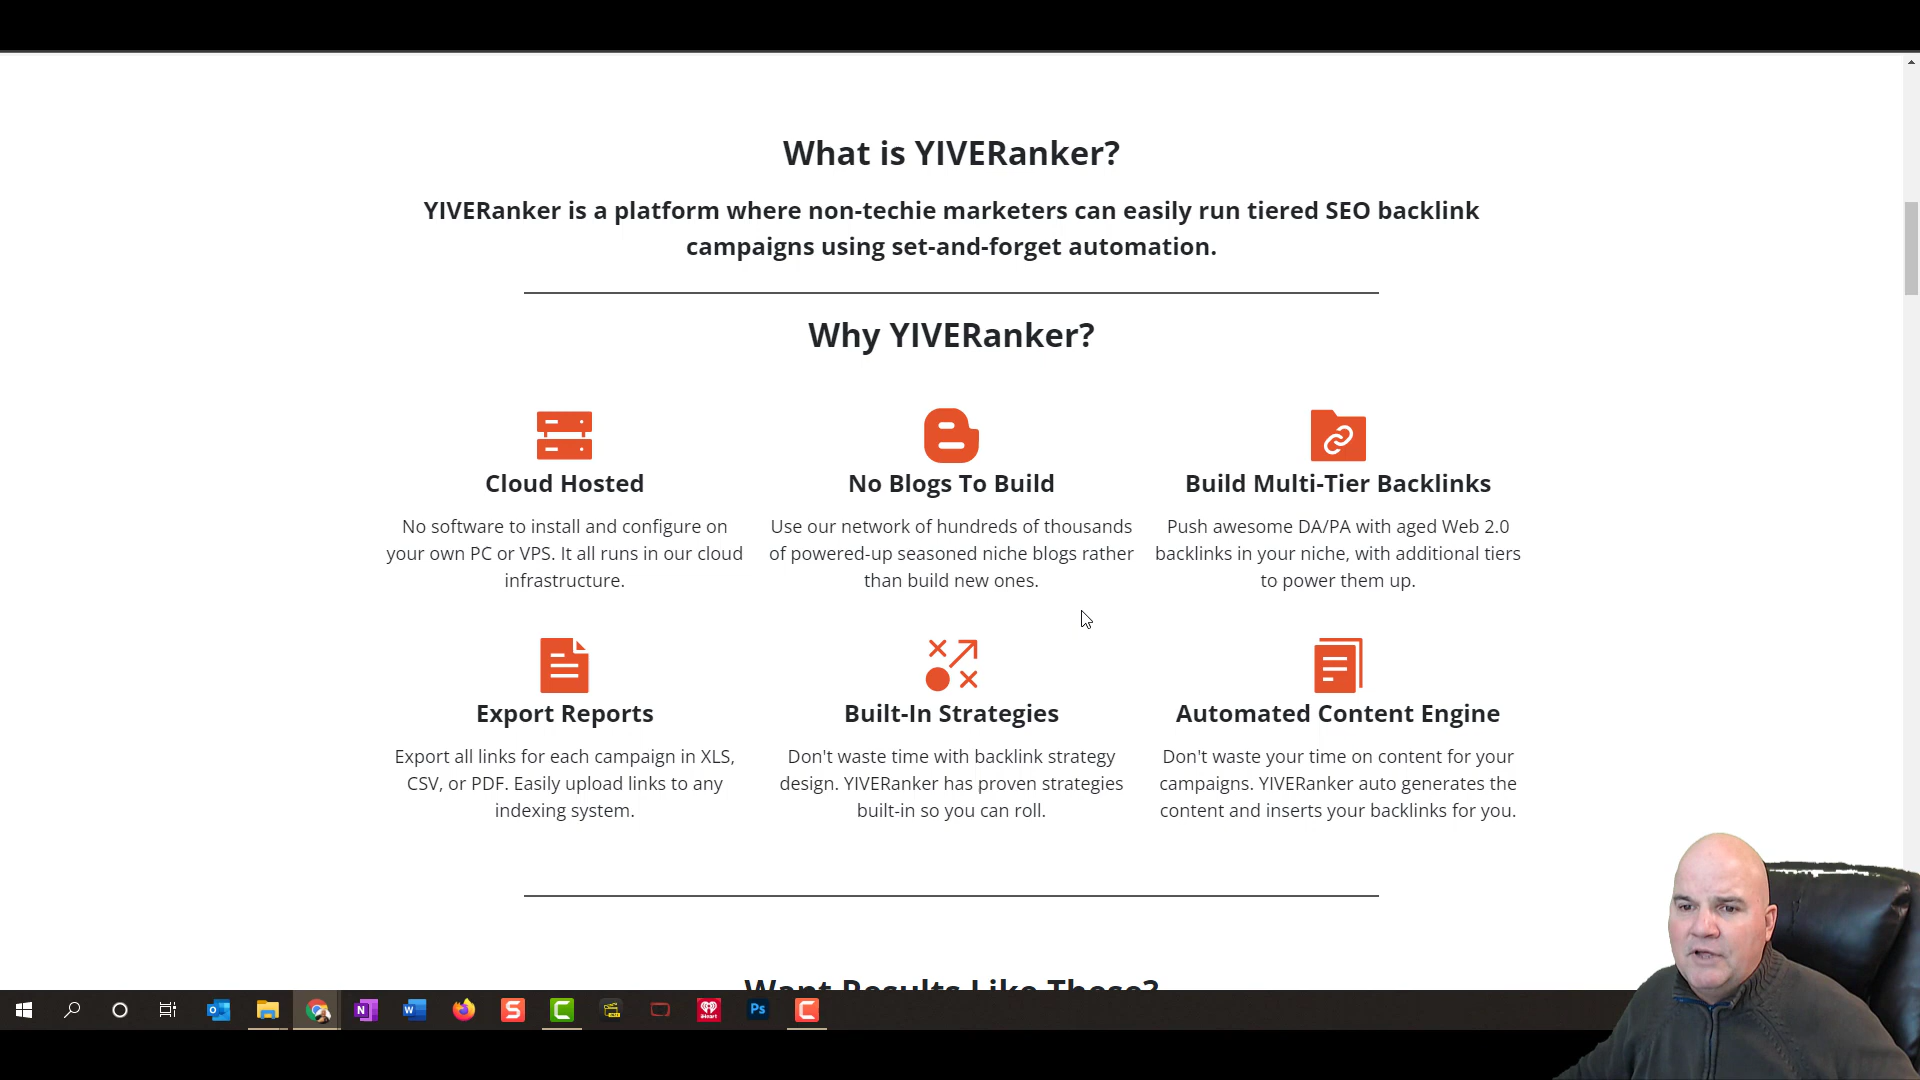 What is YIVERanker?
YIVERanker is a platform where non-techie marketers can easily run tiered SEO backlink
campaigns using set-and-forget automation.
Why YIVERanker?
Cloud Hosted
No software to install and configure on
your own PC or VPS. It all runs in our cloud
infrastructure.
No Blogs To Build
Use our network of hundreds of thousands
of powered-up seasoned niche blogs rather
than build new ones.
Build Multi-Tier Backlinks
Push awesome DA/PA with aged Web 2.0
backlinks in your niche, with additional tiers
to power them up.
Export Reports
Export all links for each campaign in XLS,
CSV, or PDF. Easily upload links to any
indexing system.
Built-In Strategies
Don't waste time with backlink strategy
design. YIVERanker has proven strategies
built-in so you can roll.
Automated Content Engine
Don't waste your time on content for your
campaigns. YIVERanker auto generates the
content and inserts your backlinks for you.
Want Results Like These?
N
W
S
C
iHeart
Ps
C